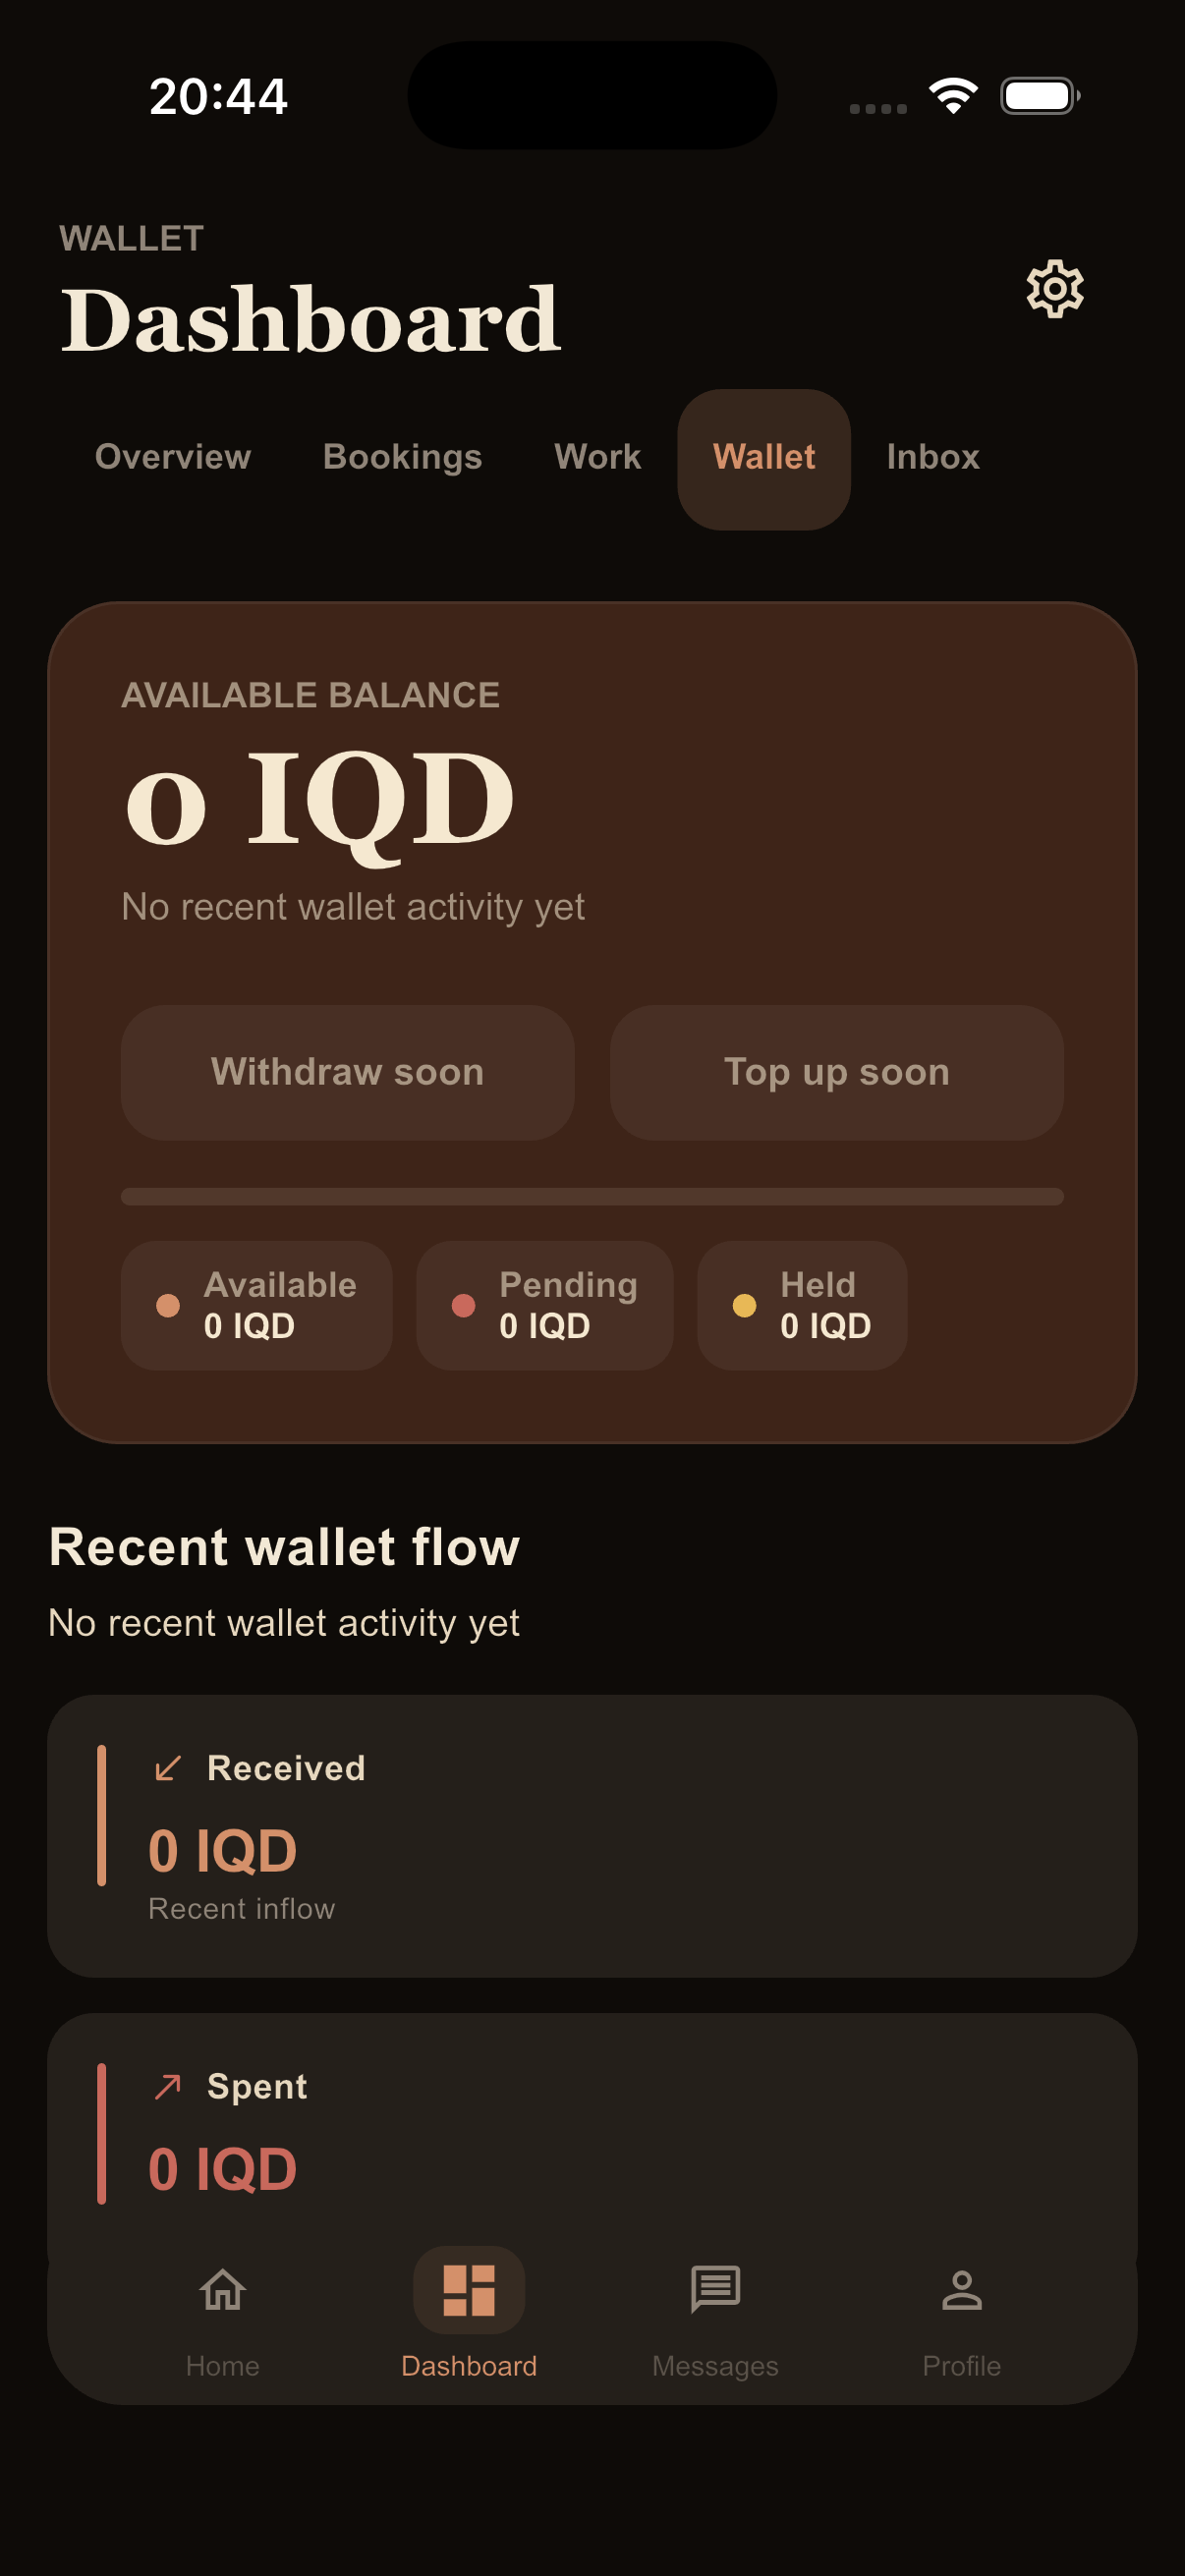 20:44
WALLET
Dashboard
Overview Bookings Work Wallet Inbox
AVAILABLE BALANCE
0 IQD
No recent wallet activity yet
Withdraw soon Top up soon
Available Pending Held
0 IQD 0 IQD 0 IQD
Recent wallet flow
No recent wallet activity yet
Received
0 IQD
Recent inflow
Spent
0 IQD
Home Dashboard Messages Profile